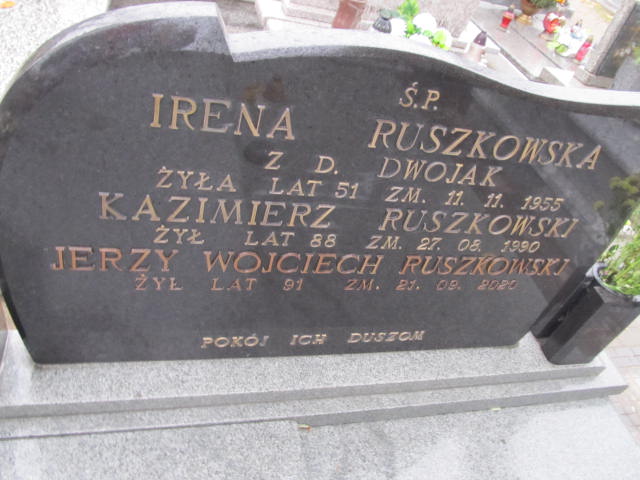 Ś.P.
IRENA RUSZKOWSKA
Z D. DWOJAK
ŻYŁA LAT 51 ZM. 11. 11. 1955
KAZIMIERZ RUSZKOWSKI
ŻYŁ LAT 88 ZM. 27. 08. 1990
JERZY WOJCIECH RUSZKOWSKI
ŻYŁ LAT 91 ZM. 21. 09. 2020
POKÓJ ICH DUSZOM